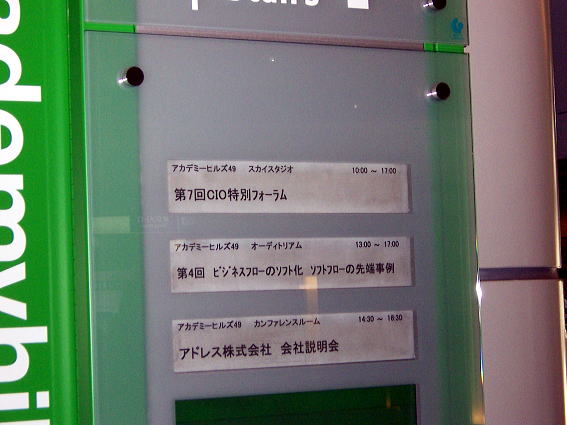 academyhi
upstairs
アカデミーヒルズ49 スカイスタジオ 10:00 ～ 17:00
第7回CIO特別フォーラム
アカデミーヒルズ49 オーディトリアム 13:00 ～ 17:00
第4回 ビジネスフローのソフト化 ソフトフローの先端事例
アカデミーヒルズ49 カンファレンスルーム 14:30 ～ 16:30
アドレス株式会社 会社説明会